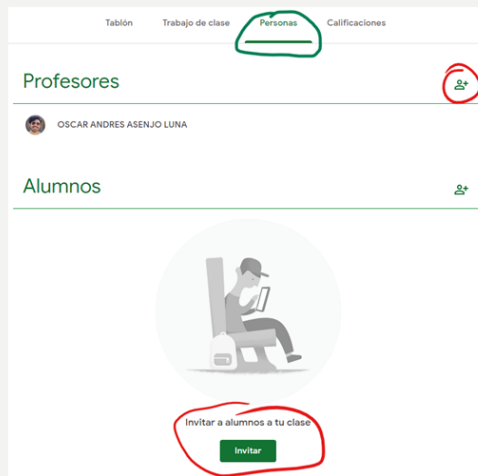 Tablón Trabajo de clase Personas Calificaciones
Profesores
OSCAR ANDRES ASENJO LUNA
Alumnos
Invitar a alumnos a tu clase
Invitar